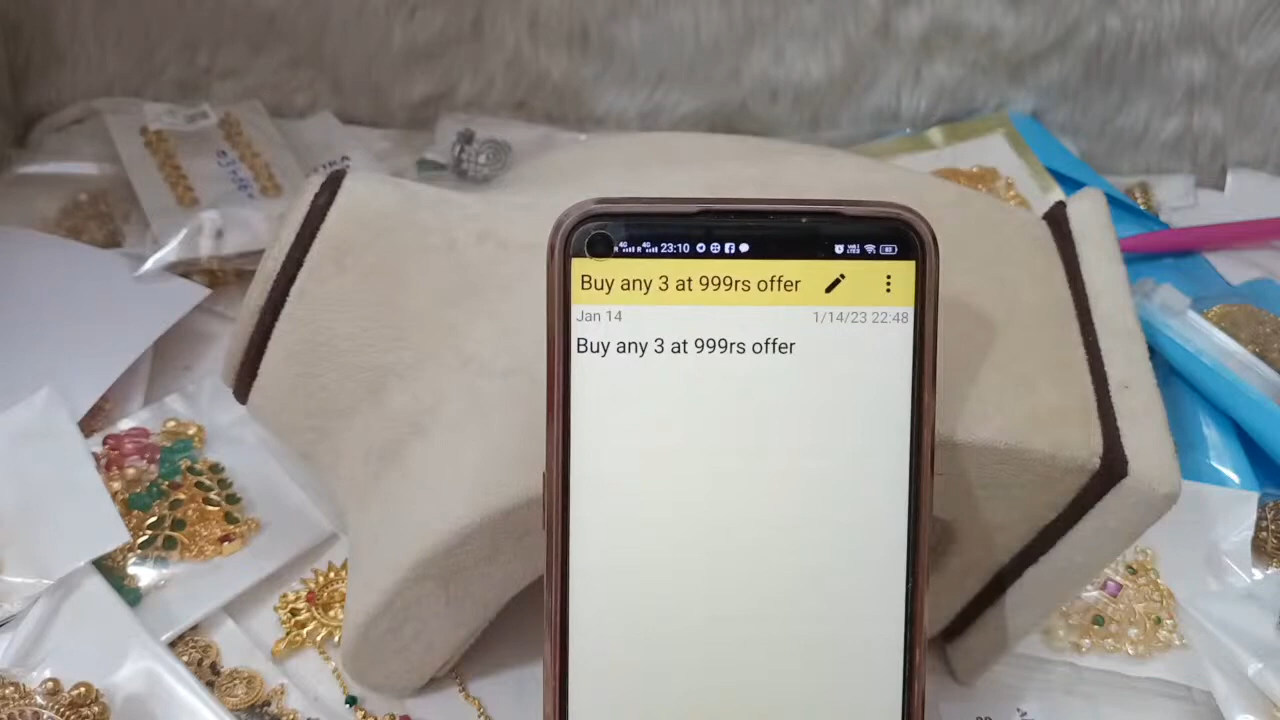 23:10
Buy any 3 at 999rs offer
Jan 14
1/14/23 22:48
Buy any 3 at 999rs offer